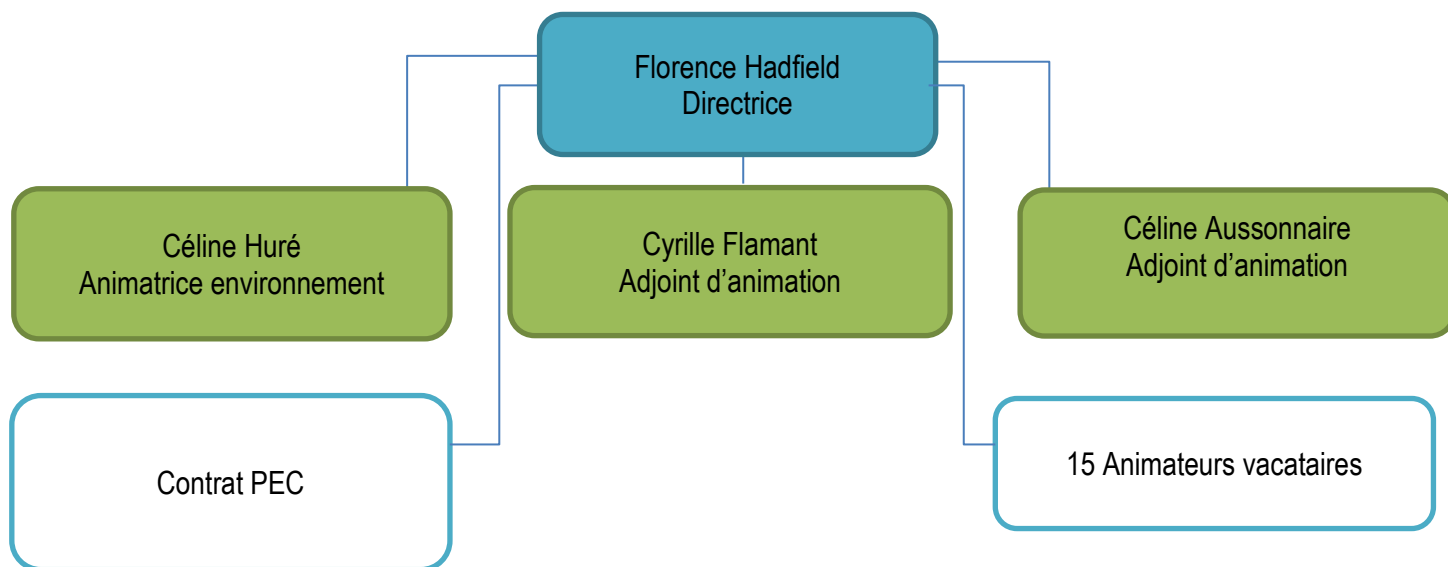 Florence Hadfield
Directrice
Céline Huré
Animatrice environnement
Cyrille Flamant
Adjoint d’animation
Céline Aussonnaire
Adjoint d’animation
Contrat PEC
15 Animateurs vacataires